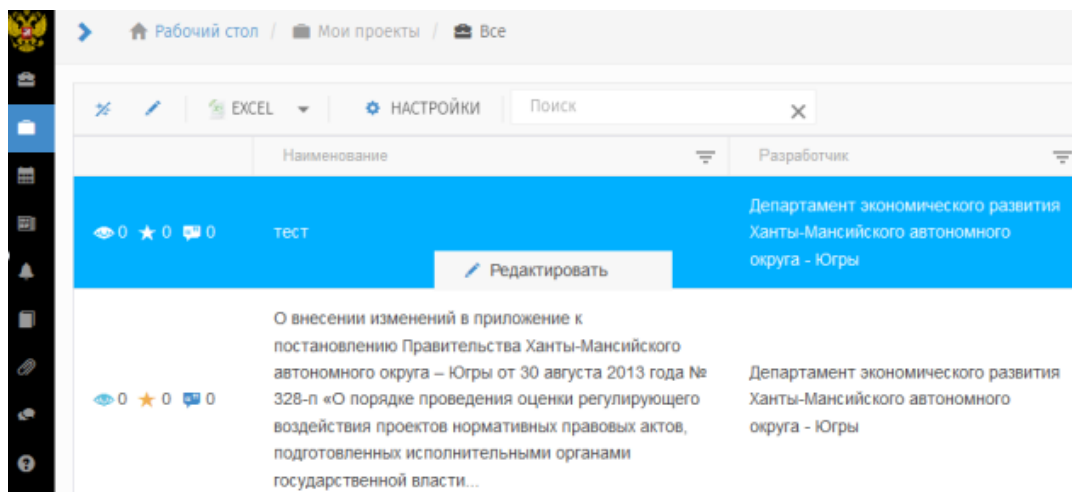 Рабочий стол / Мои проекты / Все
EXCEL НАСТРОЙКИ Поиск
Наименование Разработчик
0 0 0 тест Департамент экономического развития
Ханты-Мансийского автономного
округа - Югры
Редактировать
О внесении изменений в приложение к
постановлению Правительства Ханты-Мансийского
автономного округа – Югры от 30 августа 2013 года №
328-п «О порядке проведения оценки регулирующего
воздействия проектов нормативных правовых актов,
подготовленных исполнительными органами
государственной власти...
0 0 0
Департамент экономического развития
Ханты-Мансийского автономного
округа - Югры